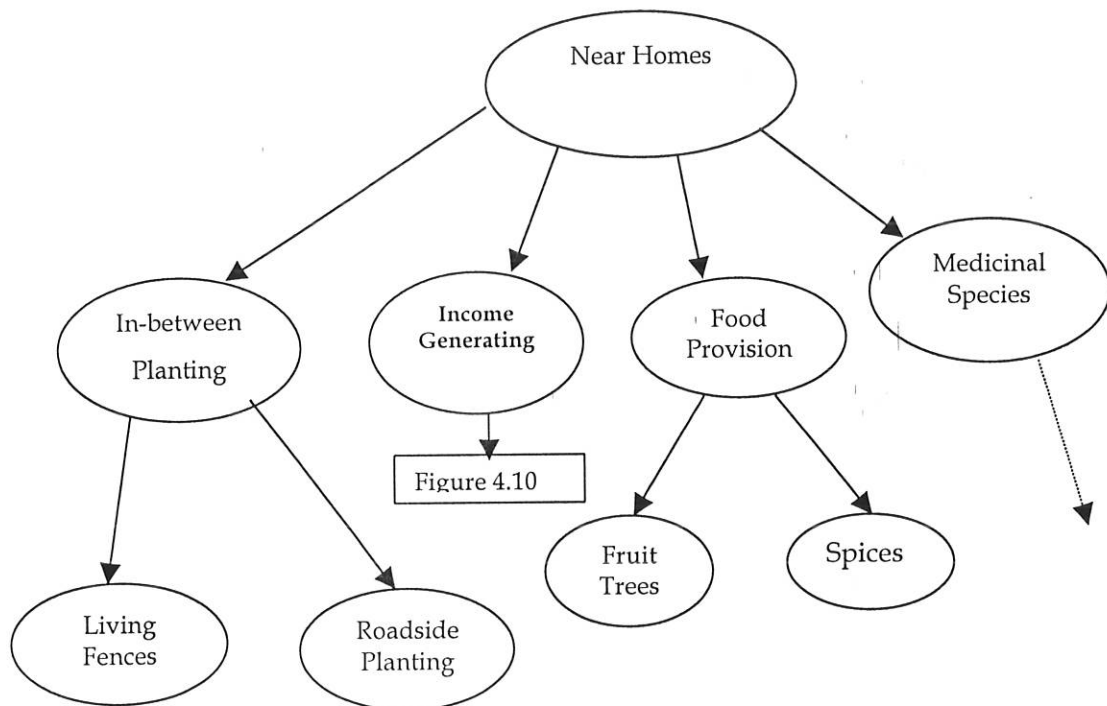 Near Homes
Medicinal
Species
In-between
Planting
Income
Generating
Food
Provision
Figure 4.10
Fruit
Trees
Spices
Living
Fences
Roadside
Planting